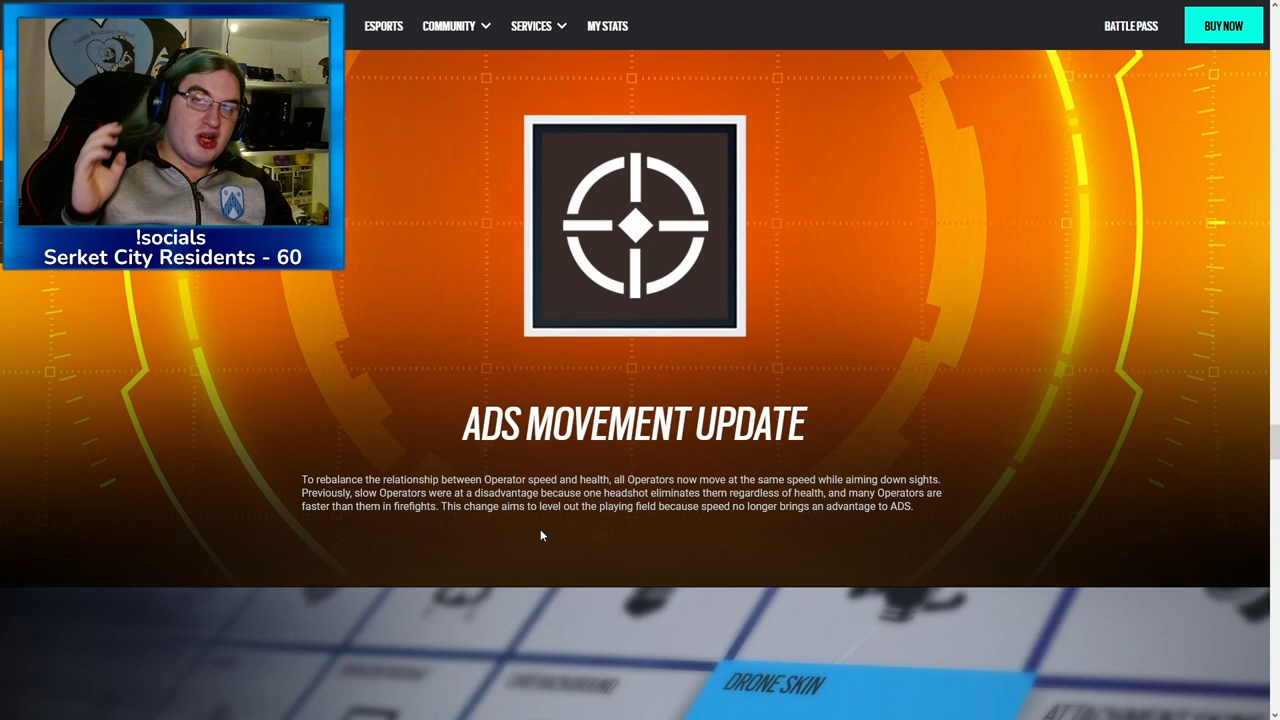 ESPORTS
COMMUNITY
SERVICES
MY STATS
BATTLE PASS
BUY NOW
!socials
Serket City Residents - 60
ADS MOVEMENT UPDATE
To rebalance the relationship between Operator speed and health, all Operators now move at the same speed while aiming down sights.
Previously, slow Operators were at a disadvantage because one headshot eliminates them regardless of health, and many Operators are
faster than them in firefights. This change aims to level out the playing field because speed no longer brings an advantage to ADS.
DRONE SKIN